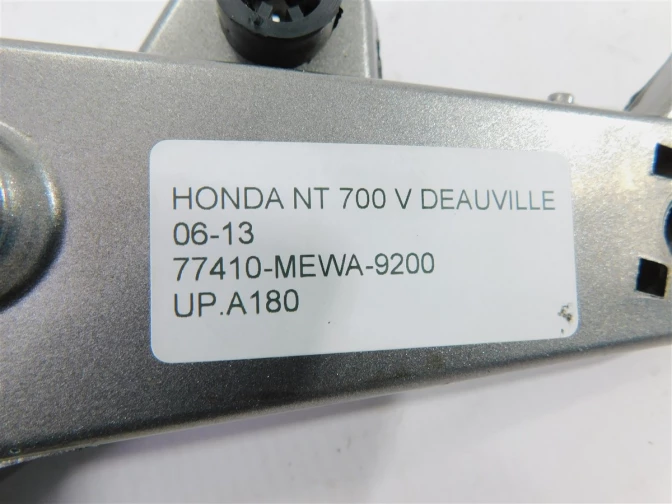 HONDA NT 700 V DEAUVILLE
06-13
77410-MEWA-9200
UP.A180